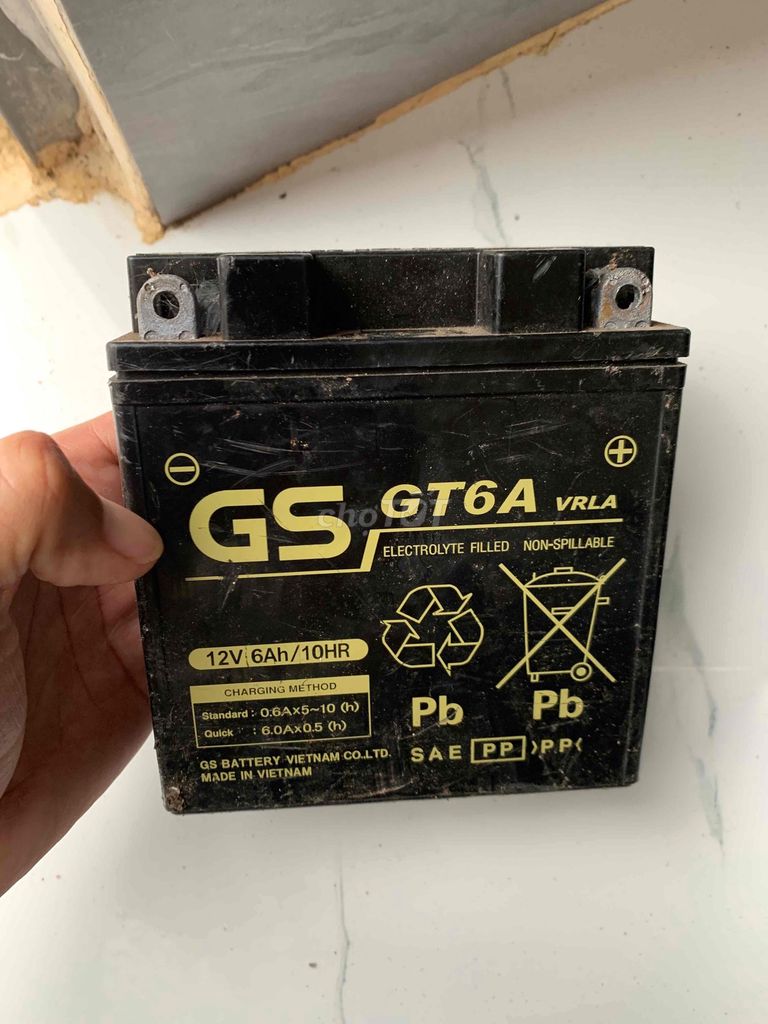 GS GT6A VRLA
ELECTROLYTE FILLED NON-SPILLABLE
12V 6Ah/10HR
CHARGING METHOD
Standard : 0.6A×5~10 (h)
Quick : 6.0A×0.5 (h)
GS BATTERY VIETNAM CO.LTD.
MADE IN VIETNAM
Pb Pb
SAE PP >PP<
choTỐT